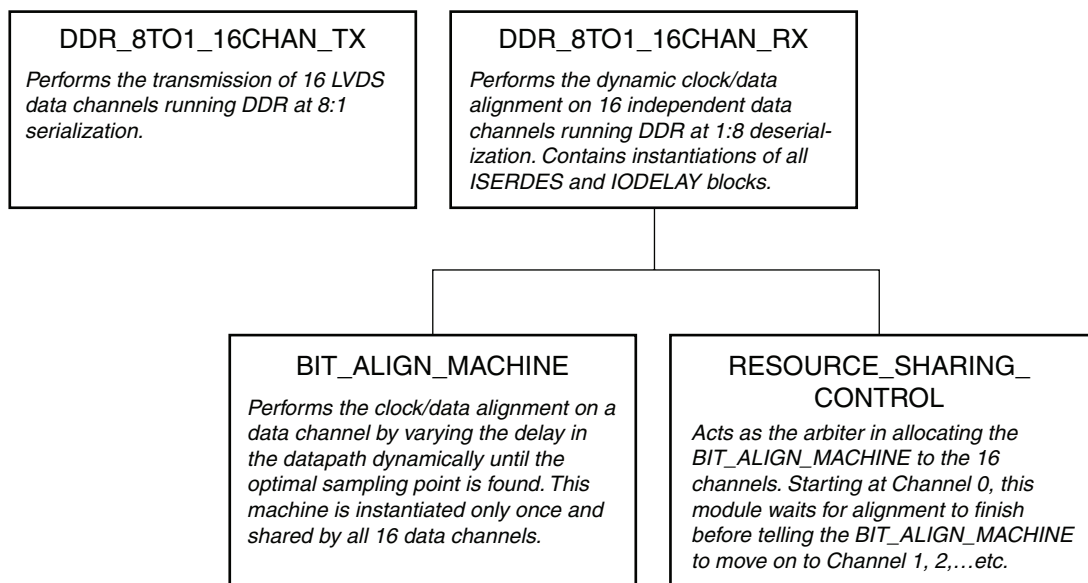 DDR_8TO1_16CHAN_TX
Performs the transmission of 16 LVDS
data channels running DDR at 8:1
serialization.
DDR_8TO1_16CHAN_RX
Performs the dynamic clock/data
alignment on 16 independent data
channels running DDR at 1:8 deserial-
ization. Contains instantiations of all
ISERDES and IODELAY blocks.
BIT_ALIGN_MACHINE
Performs the clock/data alignment on a
data channel by varying the delay in
the datapath dynamically until the
optimal sampling point is found. This
machine is instantiated only once and
shared by all 16 data channels.
RESOURCE_SHARING_
CONTROL
Acts as the arbiter in allocating the
BIT_ALIGN_MACHINE to the 16
channels. Starting at Channel 0, this
module waits for alignment to finish
before telling the BIT_ALIGN_MACHINE
to move on to Channel 1, 2,…etc.